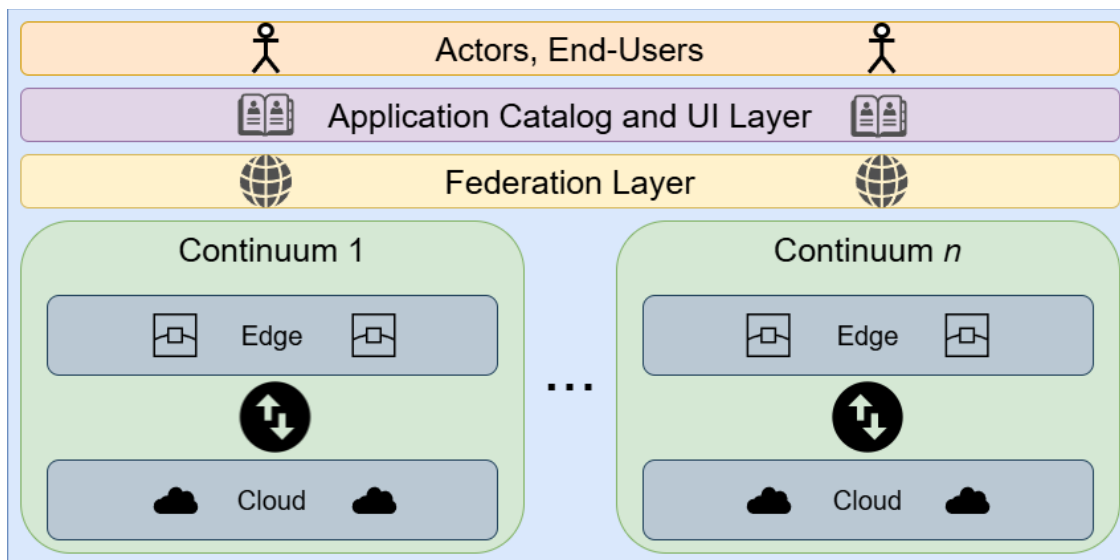 Actors, End-Users
Application Catalog and UI Layer
Federation Layer
Continuum 1
Edge
Cloud
...
Continuum n
Edge
Cloud